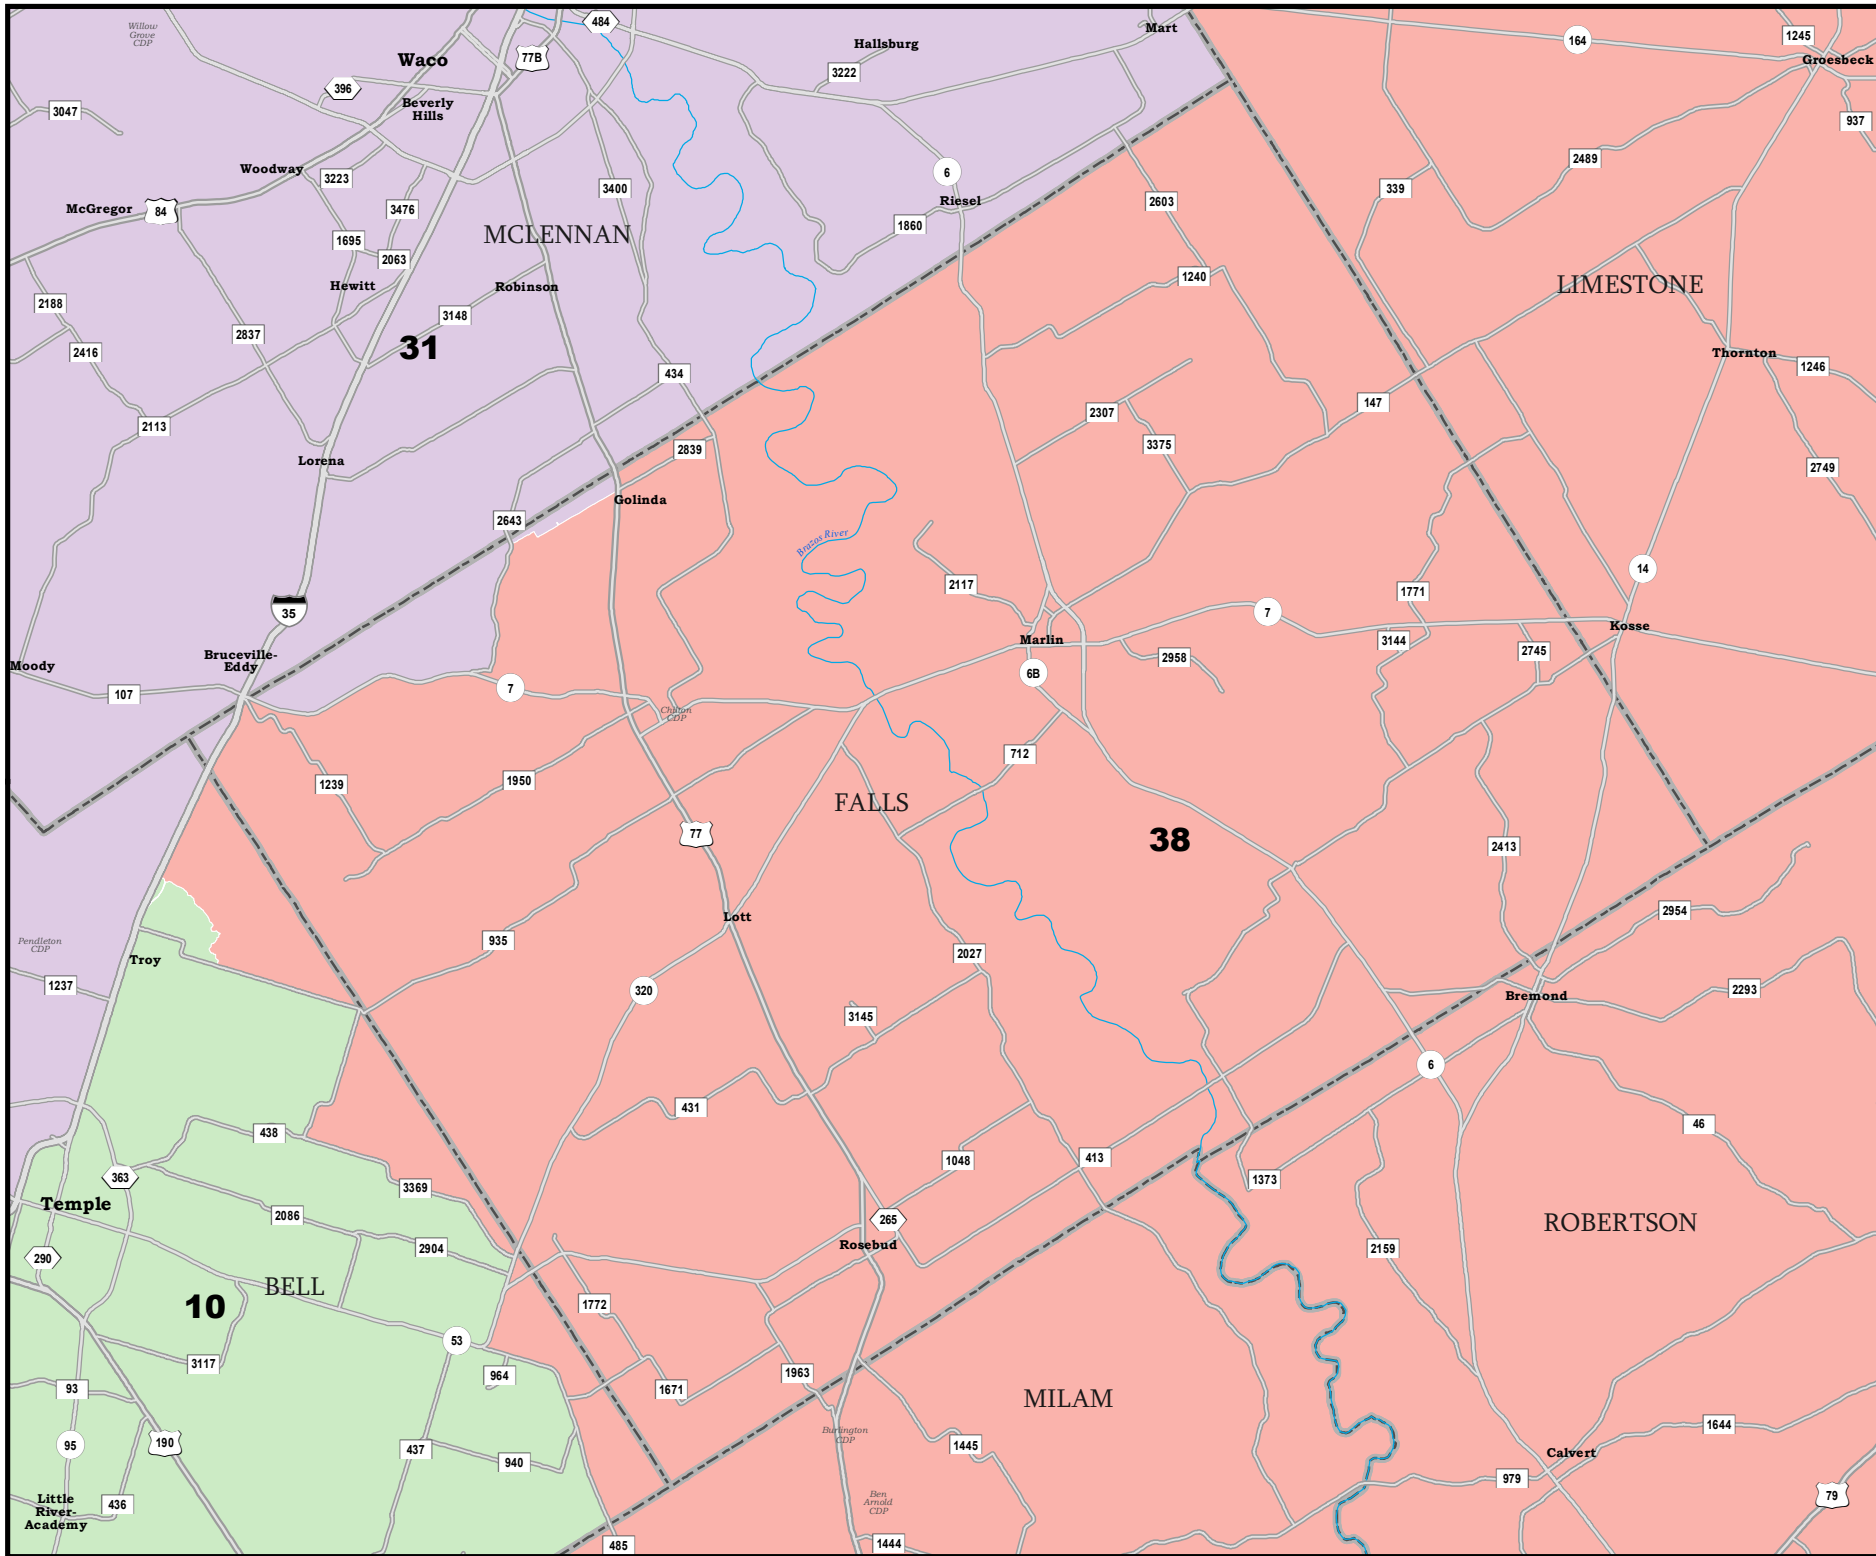 Willow
Grove
CDP
484
Mart
164
1245
Waco
77B
Hallsburg
Groesbeck
3222
396
Beverly
Hills
3047
937
Woodway
3223
6
2489
McGregor
84
3476
3400
Riesel
2603
339
1860
1695
MCLENNAN
2063
1240
Hewitt
Robinson
LIMESTONE
2188
3148
2837
31
2416
Thornton
1246
434
147
2113
2307
3375
2839
Lorena
2749
Golinda
2643
Brazos River
14
2117
1771
35
7
Kosse
Marlin
3144
2745
Bruceville-
Eddy
Moody
2958
6B
107
7
Chilton
CDP
712
1239
1950
FALLS
77
38
2413
2954
Lott
935
Pendleton
CDP
Troy
2027
1237
320
2293
Bremond
3145
6
431
46
438
1048
413
363
3369
1373
Temple
2086
265
ROBERTSON
2904
Rosebud
2159
290
BELL
10
1772
53
3117
964
1963
93
1671
MILAM
1644
Burlington
CDP
95
190
437
1445
Calvert
940
979
79
Little
River-
Academy
436
Ben
Arnold
CDP
485
1444